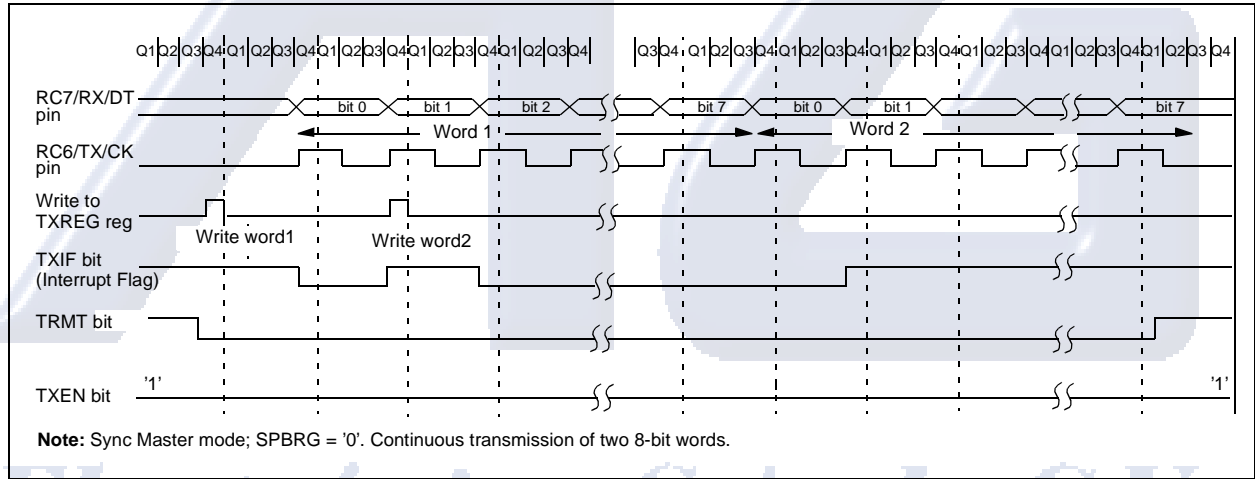 Q1 Q2 Q3 Q4 Q1 Q2 Q3 Q4 Q1 Q2 Q3 Q4 Q1 Q2 Q3 Q4 Q1 Q2 Q3 Q4 Q3 Q4 Q1 Q2 Q3 Q4 Q1 Q2 Q3 Q4 Q1 Q2 Q3 Q4 Q1 Q2 Q3 Q4 Q1 Q2 Q3 Q4 Q1 Q2 Q3 Q4
RC7/RX/DT
pin
bit 0 bit 1 bit 2 bit 7 bit 0 bit 1 bit 7
Word 1 Word 2
RC6/TX/CK
pin
Write to
TXREG reg
Write word1 Write word2
TXIF bit
(Interrupt Flag)
TRMT bit
TXEN bit '1' '1'
Note: Sync Master mode; SPBRG = '0'. Continuous transmission of two 8-bit words.